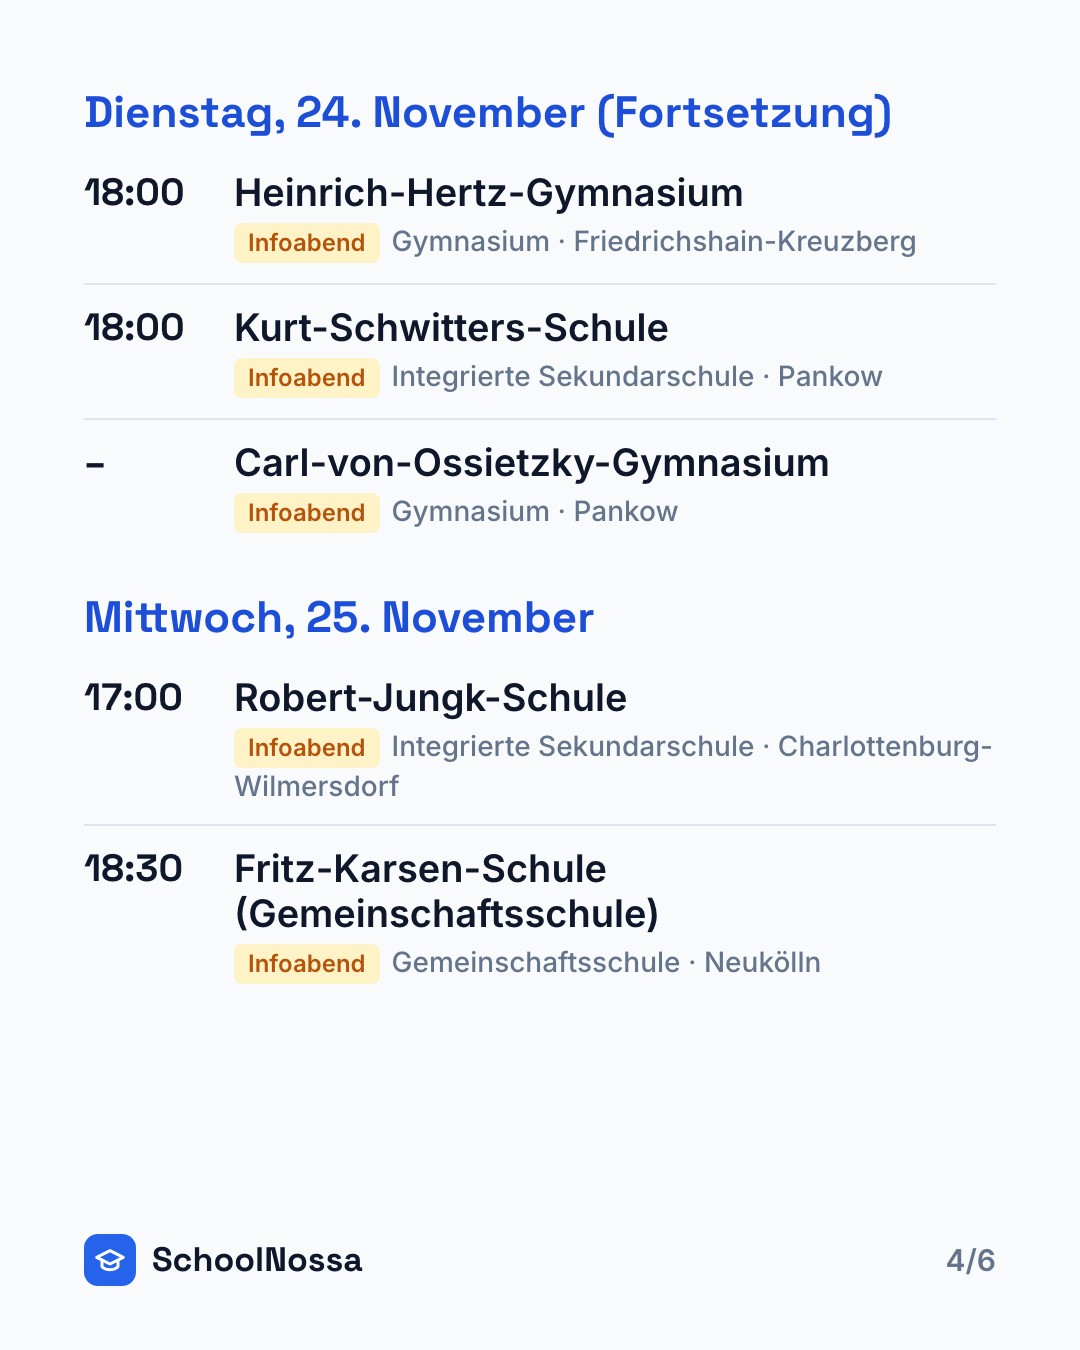 Dienstag, 24. November (Fortsetzung)
18:00 Heinrich-Hertz-Gymnasium
Infoabend Gymnasium · Friedrichshain-Kreuzberg
18:00 Kurt-Schwitters-Schule
Infoabend Integrierte Sekundarschule · Pankow
– Carl-von-Ossietzky-Gymnasium
Infoabend Gymnasium · Pankow
Mittwoch, 25. November
17:00 Robert-Jungk-Schule
Infoabend Integrierte Sekundarschule · Charlottenburg-
Wilmersdorf
18:30 Fritz-Karsen-Schule
(Gemeinschaftsschule)
Infoabend Gemeinschaftsschule · Neukölln
SchoolNossa 4/6